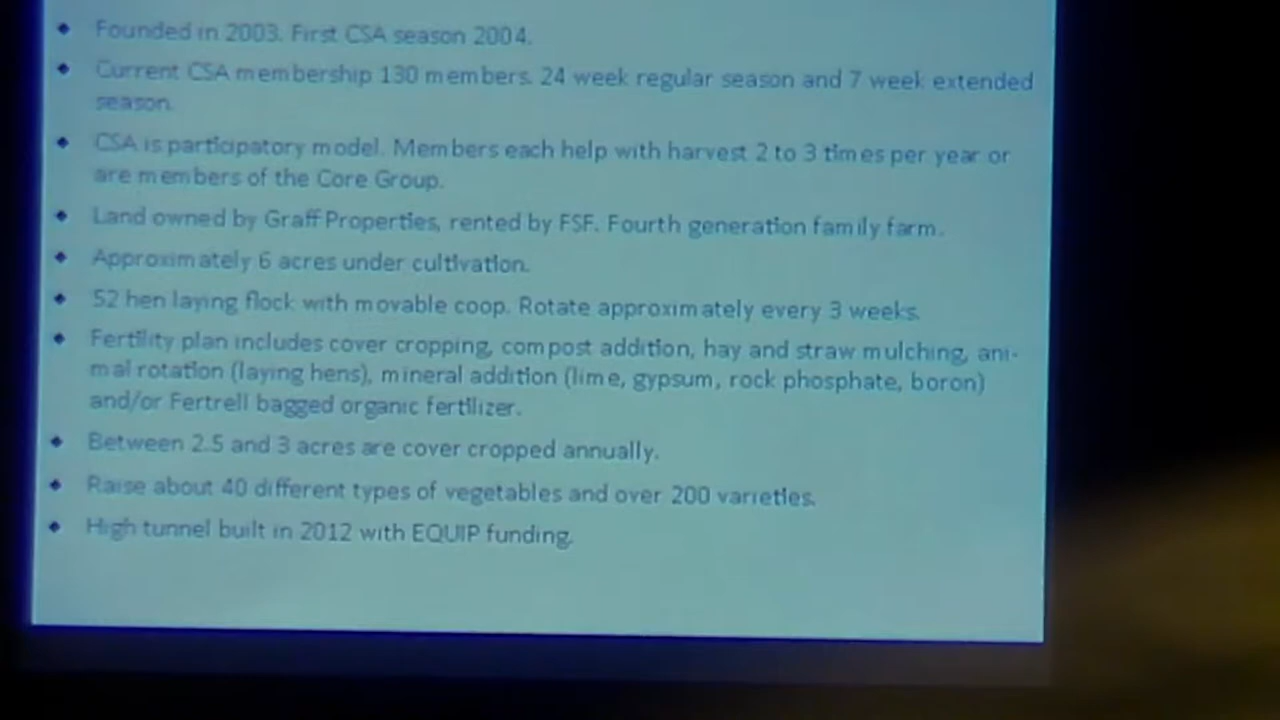 Founded in 2003. First CSA season 2004.
Current CSA membership 130 members. 24 week regular season and 7 week extended
season.
CSA is participatory model. Members each help with harvest 2 to 3 times per year or
are members of the Core Group.
Land owned by Graff Properties, rented by FSF. Fourth generation family farm.
Approximately 6 acres under cultivation.
52 hen laying flock with movable coop. Rotate approximately every 3 weeks.
Fertility plan includes cover cropping, compost addition, hay and straw mulching, ani-
mal rotation (laying hens), mineral addition (lime, gypsum, rock phosphate, boron)
and/or Fertrell bagged organic fertilizer.
Between 2.5 and 3 acres are cover cropped annually.
Raise about 40 different types of vegetables and over 200 varieties.
High tunnel built in 2012 with EQUIP funding.